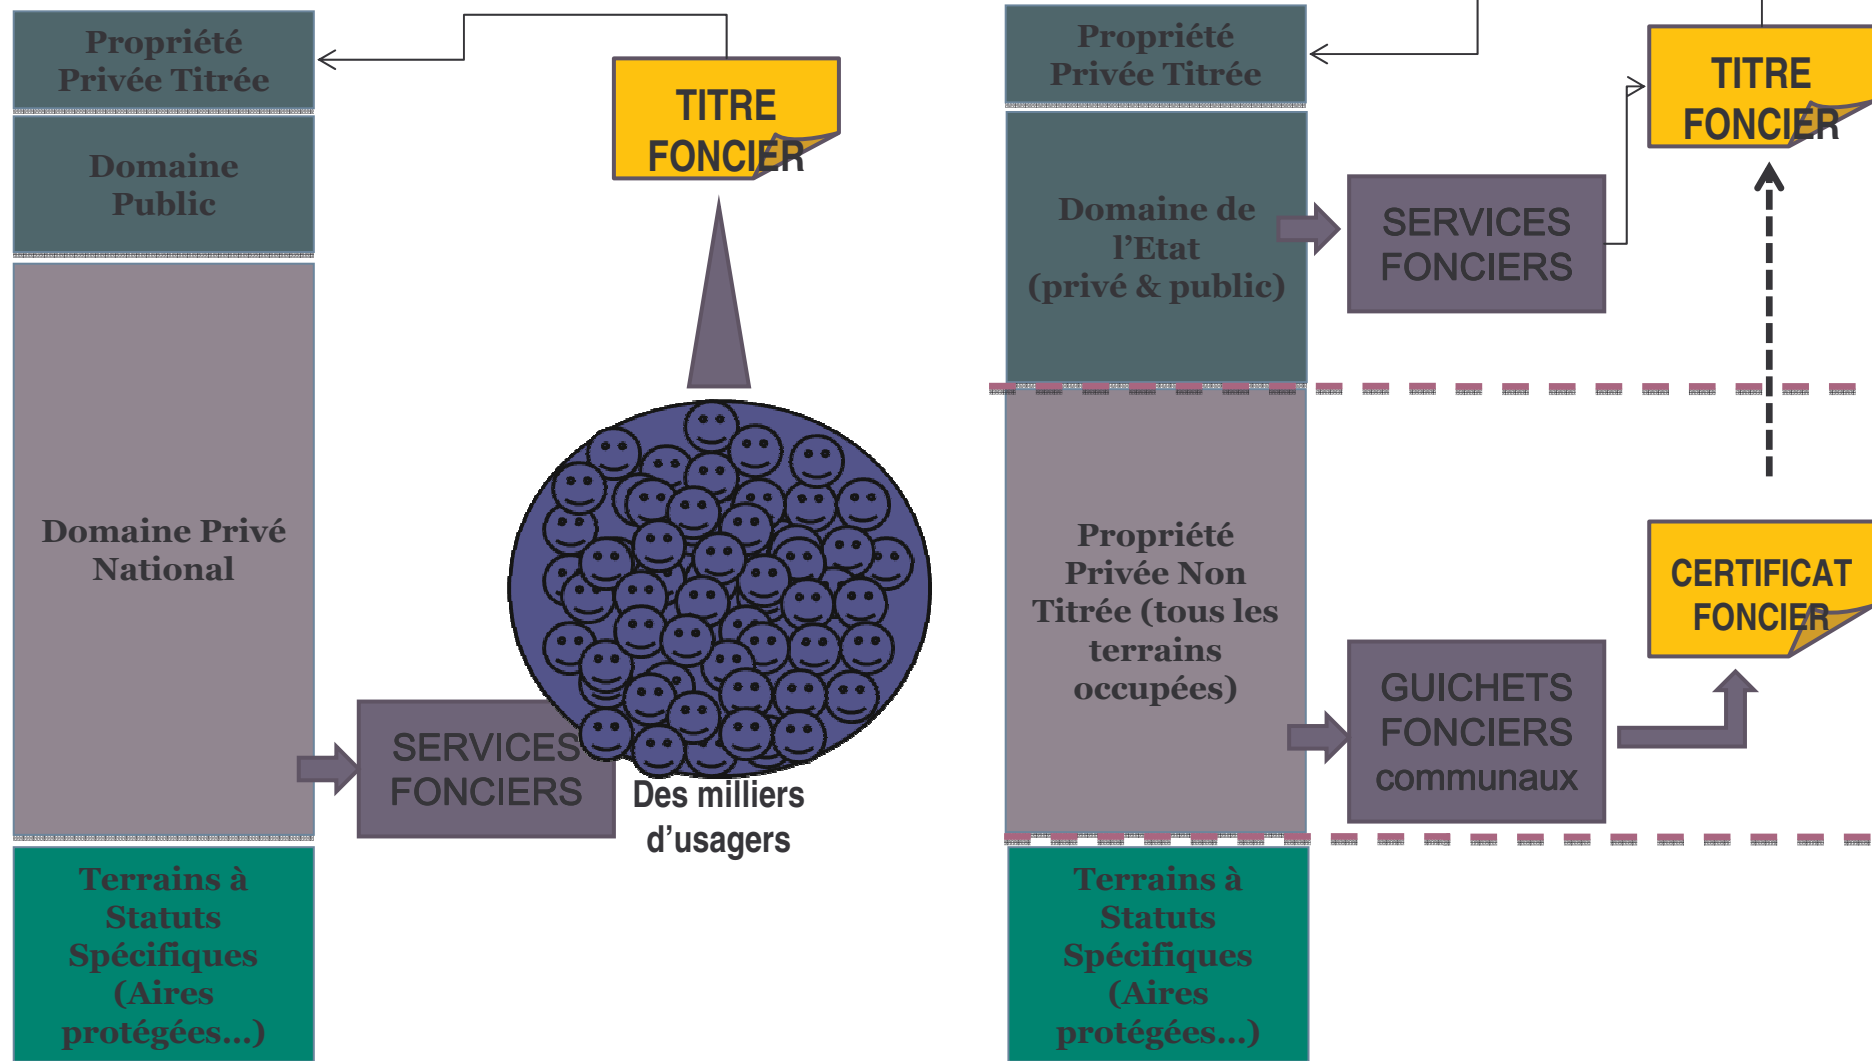 Propriété
Privée Titrée
TITRE
FONCIER
Domaine
Public
Domaine Privé
National
SERVICES
FONCIERS
Des milliers
d’usagers
Terrains à
Statuts
Spécifiques
(Aires
protégées…)
Propriété
Privée Titrée
TITRE
FONCIER
Domaine de
l’Etat
(privé & public)
SERVICES
FONCIERS
Propriété
Privée Non
Titrée (tous les
terrains
occupées)
CERTIFICAT
FONCIER
GUICHETS
FONCIERS
communaux
Terrains à
Statuts
Spécifiques
(Aires
protégées…)